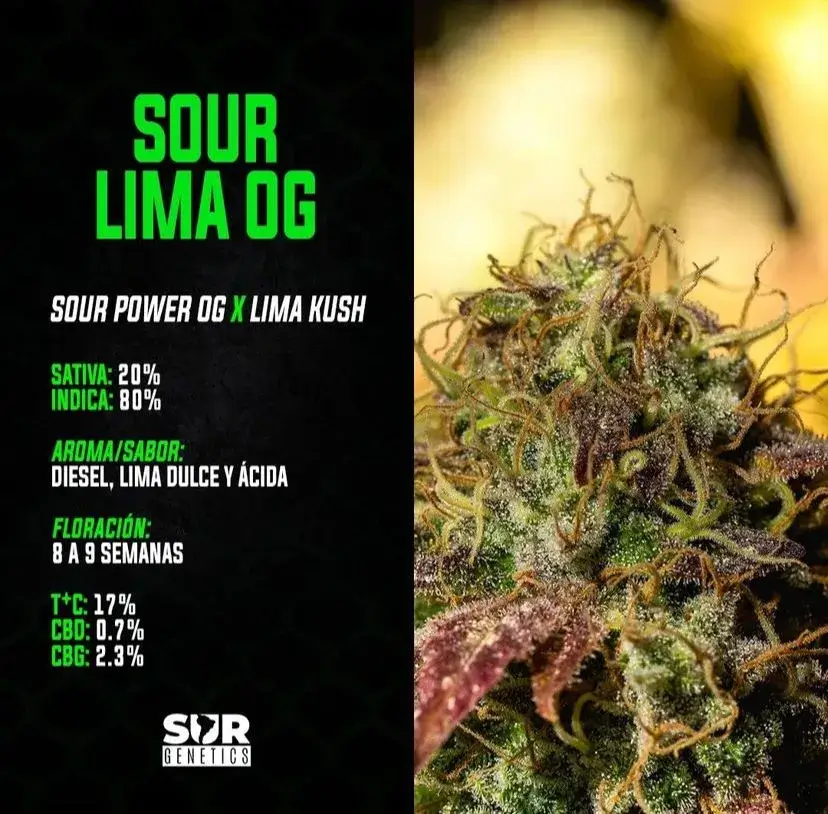 SOUR
LIMA OG
SOUR POWER OG X LIMA KUSH
SATIVA: 20%
INDICA: 80%
AROMA/SABOR:
DIESEL, LIMA DULCE Y ÁCIDA
FLORACIÓN:
8 A 9 SEMANAS
T+C: 17%
CBD: 0.7%
CBG: 2.3%
SUR
GENETICS